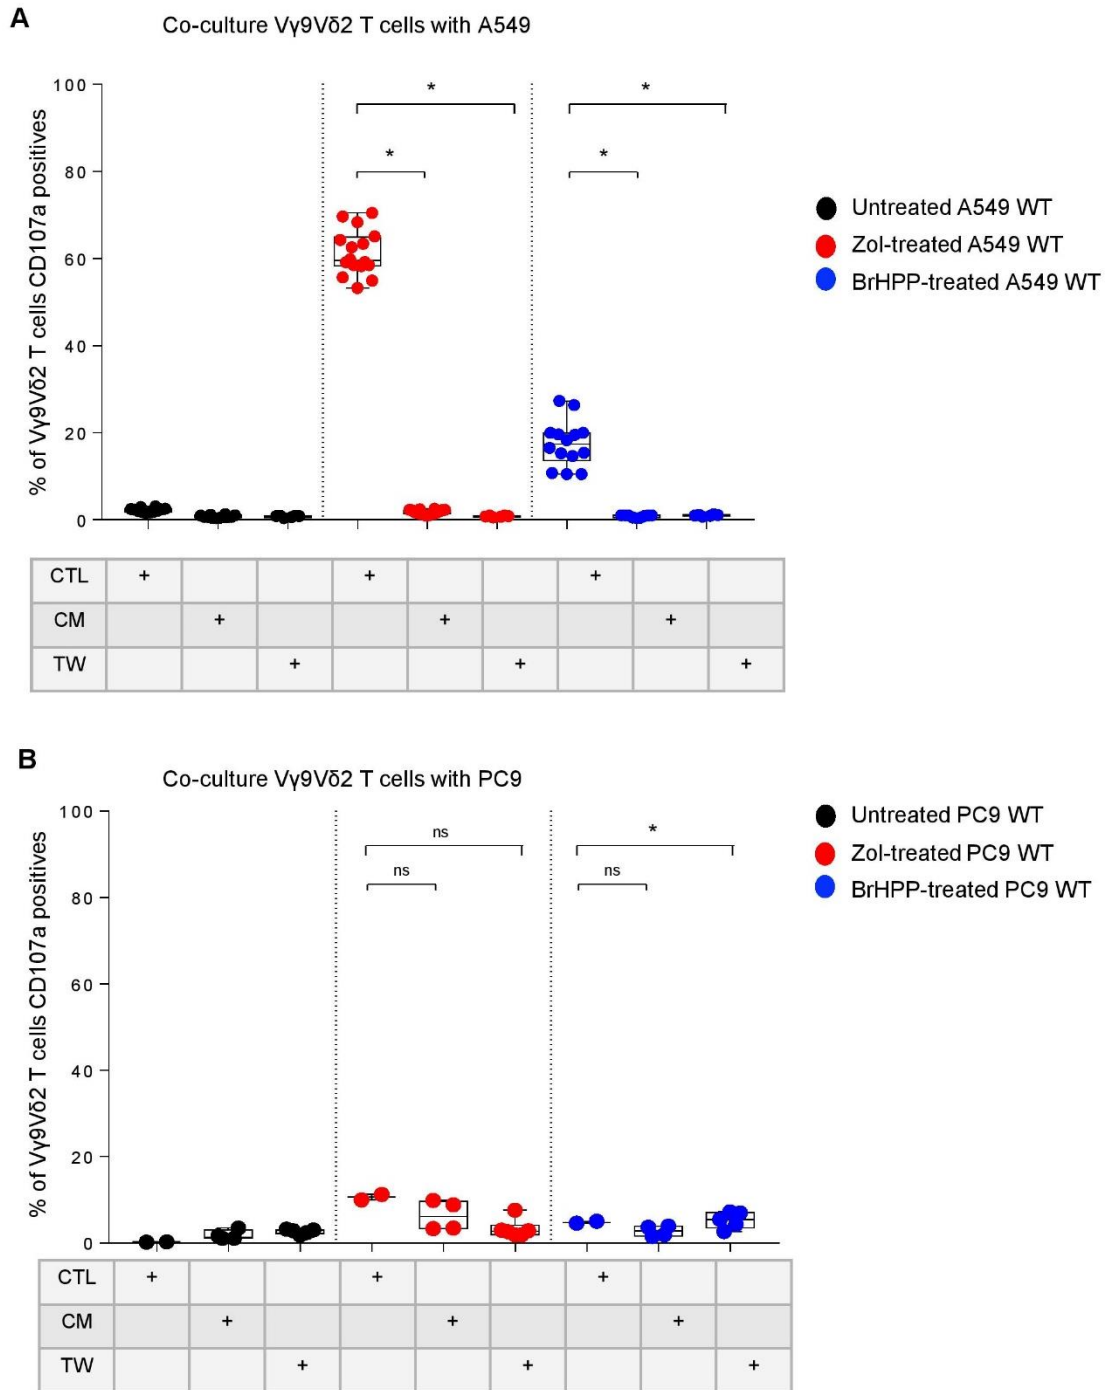 A
Co-culture Vγ9Vδ2 T cells with A549
% of Vγ9Vδ2 T cells CD107a positives
100
80
60
40
20
0
* *
* *
Untreated A549 WT
Zol-treated A549 WT
BrHPP-treated A549 WT
CTL + + +
CM + + +
TW + + +
B
Co-culture Vγ9Vδ2 T cells with PC9
% of Vγ9Vδ2 T cells CD107a positives
100
80
60
40
20
0
ns *
ns ns
Untreated PC9 WT
Zol-treated PC9 WT
BrHPP-treated PC9 WT
CTL + + +
CM + + +
TW + + +